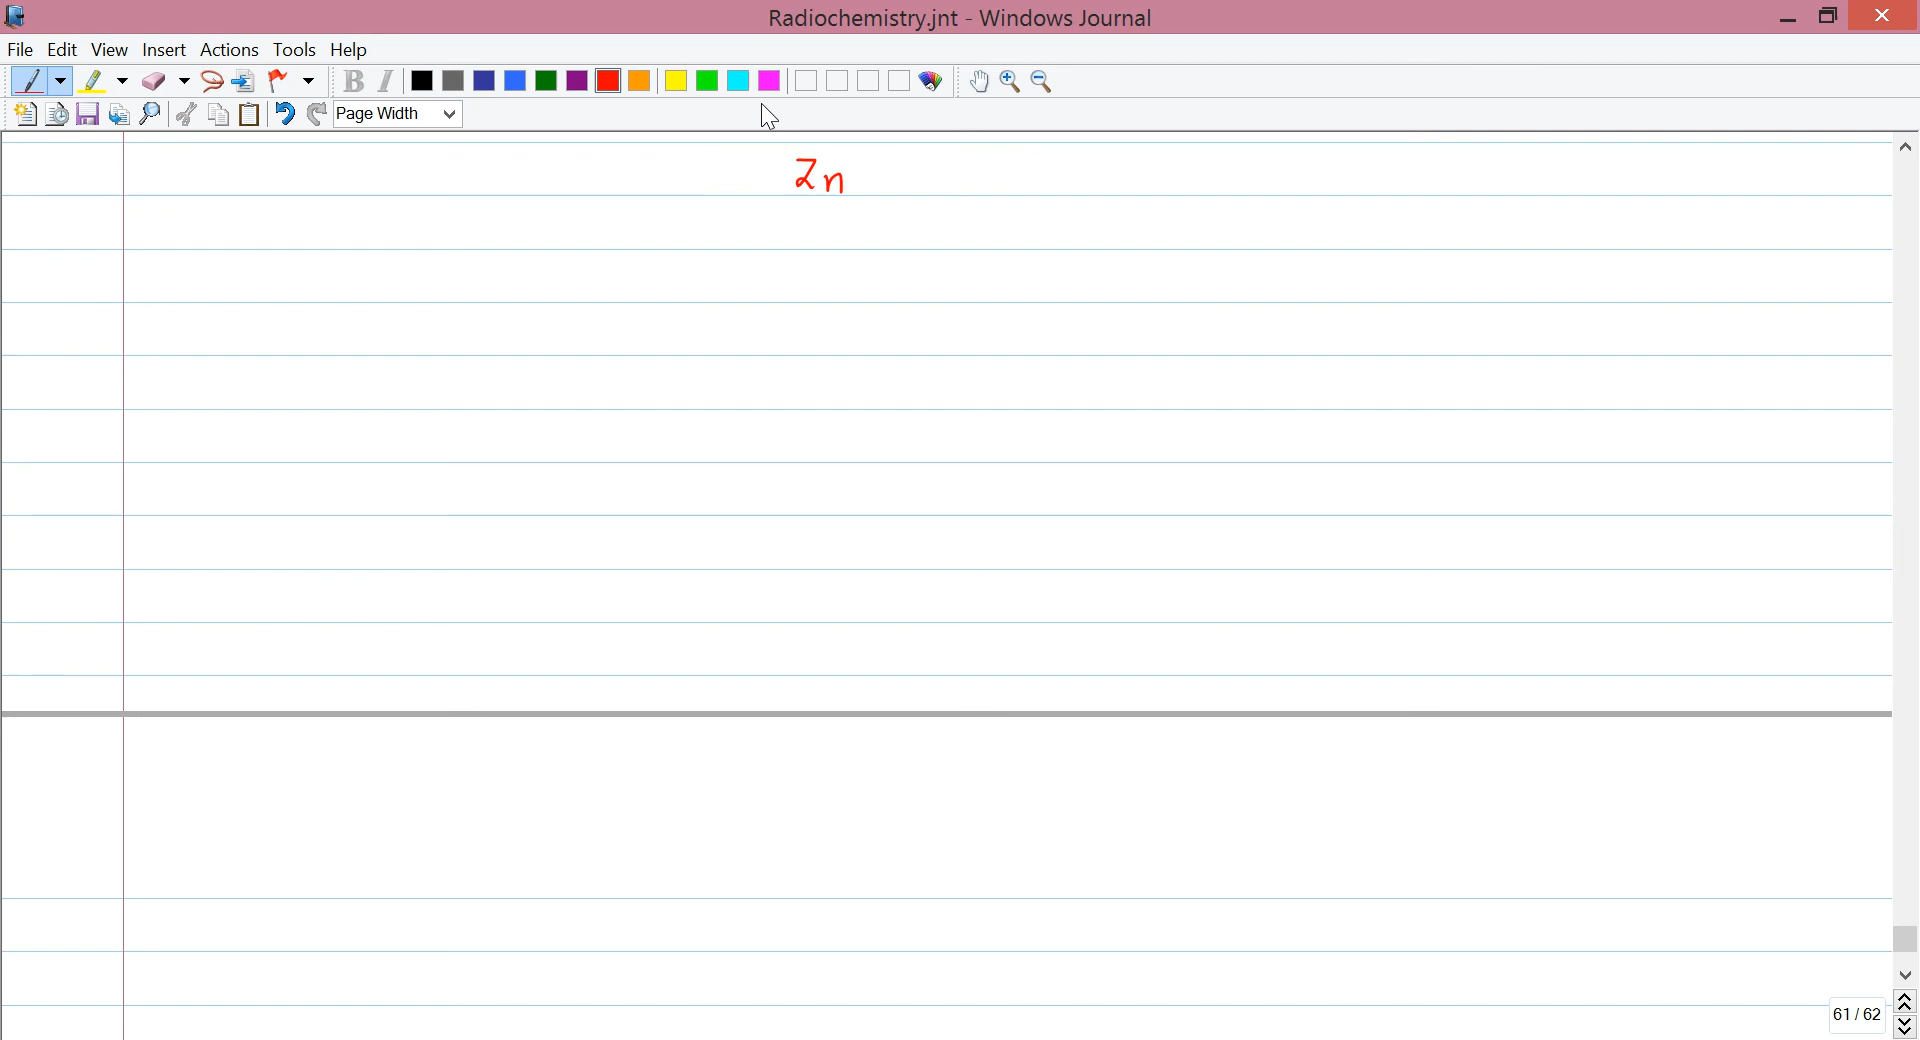 Radiochemistry.jnt - Windows Journal
File Edit View Insert Actions Tools Help
B I
Page Width
Zn
61 / 62